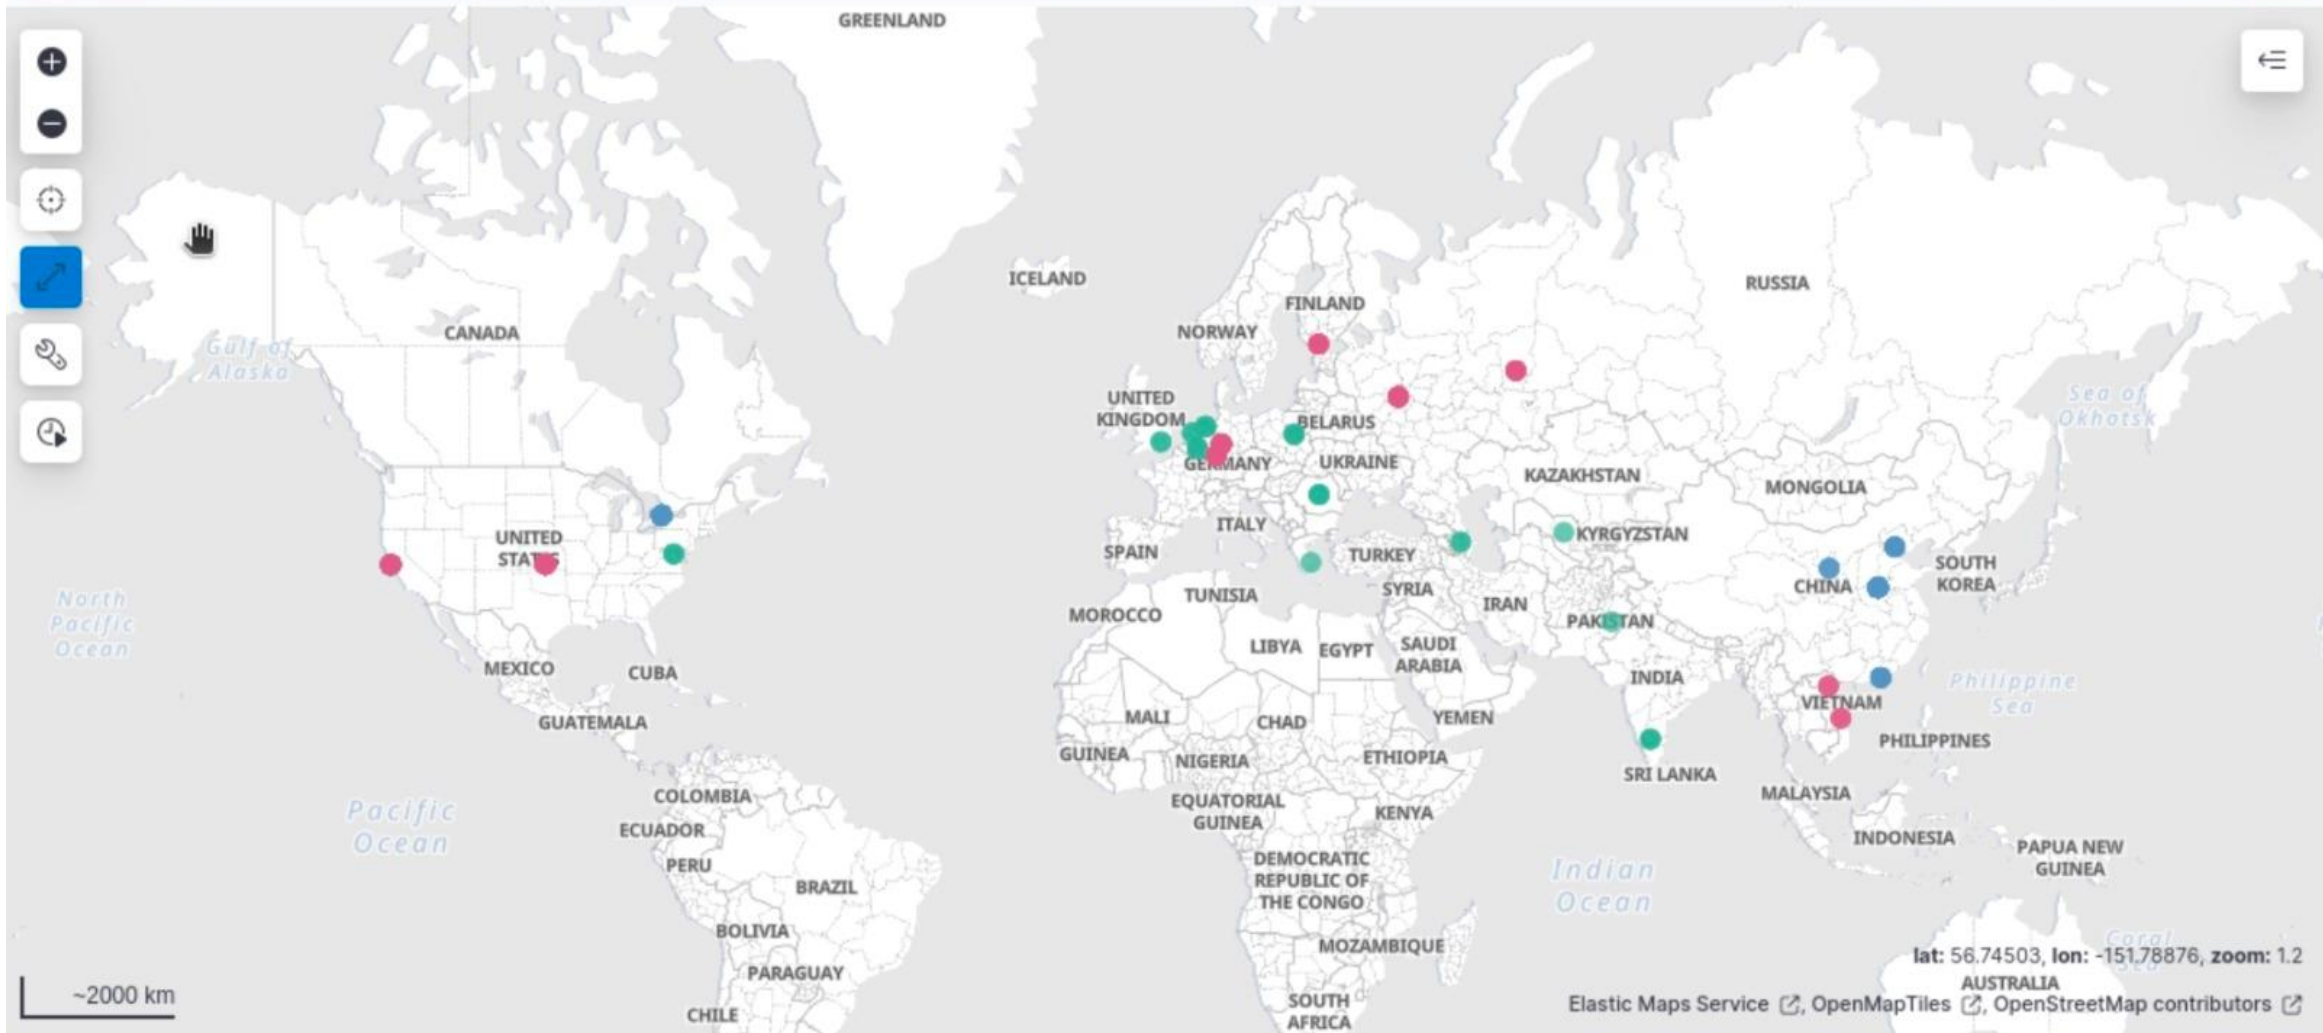 GREENLAND
ICELAND
RUSSIA
FINLAND
NORWAY
CANADA
Gulf of
Alaska
UNITED
KINGDOM
BELARUS
Sea of
Okhotsk
GERMANY
UKRAINE
KAZAKHSTAN
MONGOLIA
UNITED
STATES
ITALY
SPAIN
TURKEY
KYRGYZSTAN
SOUTH
KOREA
CHINA
SYRIA
IRAN
TUNISIA
MOROCCO
PAKISTAN
North
Pacific
Ocean
LIBYA
EGYPT
SAUDI
ARABIA
MEXICO
CUBA
INDIA
Philippine
Sea
VIETNAM
GUATEMALA
MALI
CHAD
YEMEN
PHILIPPINES
GUINEA
NIGERIA
ETHIOPIA
SRI LANKA
COLOMBIA
MALAYSIA
EQUATORIAL
GUINEA
KENYA
Pacific
Ocean
ECUADOR
INDONESIA
PERU
PAPUA NEW
GUINEA
DEMOCRATIC
REPUBLIC OF
THE CONGO
BRAZIL
Indian
Ocean
BOLIVIA
MOZAMBIQUE
Coral
Sea
lat: 56.74503, lon: -151.78876, zoom: 1.2
PARAGUAY
AUSTRALIA
~2000 km
SOUTH
AFRICA
CHILE
Elastic Maps Service , OpenMapTiles , OpenStreetMap contributors